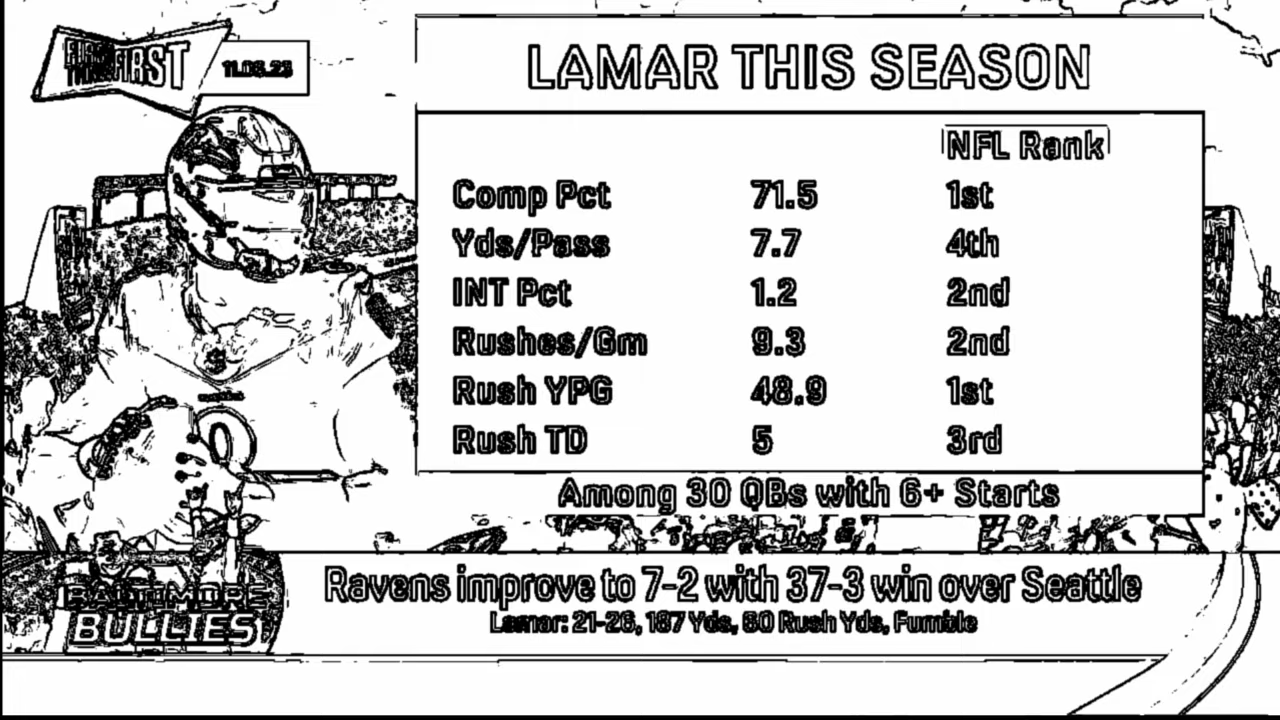 FIRST
THINGS FIRST
11.06.23
LAMAR THIS SEASON
NFL Rank
Comp Pct 71.5 1st
Yds/Pass 7.7 4th
INT Pct 1.2 2nd
Rushes/Gm 9.3 2nd
Rush YPG 48.9 1st
Rush TD 5 3rd
Among 30 QBs with 6+ Starts
BALTIMORE
BULLIES
Ravens improve to 7-2 with 37-3 win over Seattle
Lamar: 21-26, 187 Yds, 60 Rush Yds, Fumble